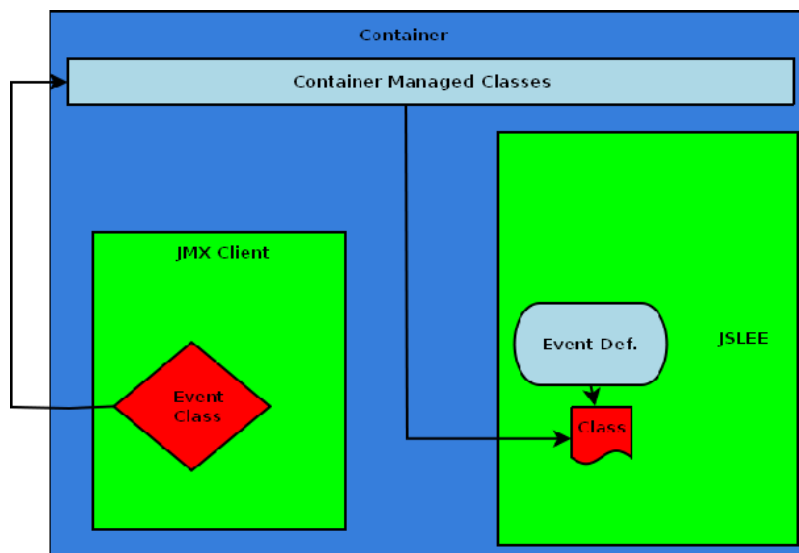 Container
Container Managed Classes
JMX Client
Event
Class
Event Def.
JSLEE
Class